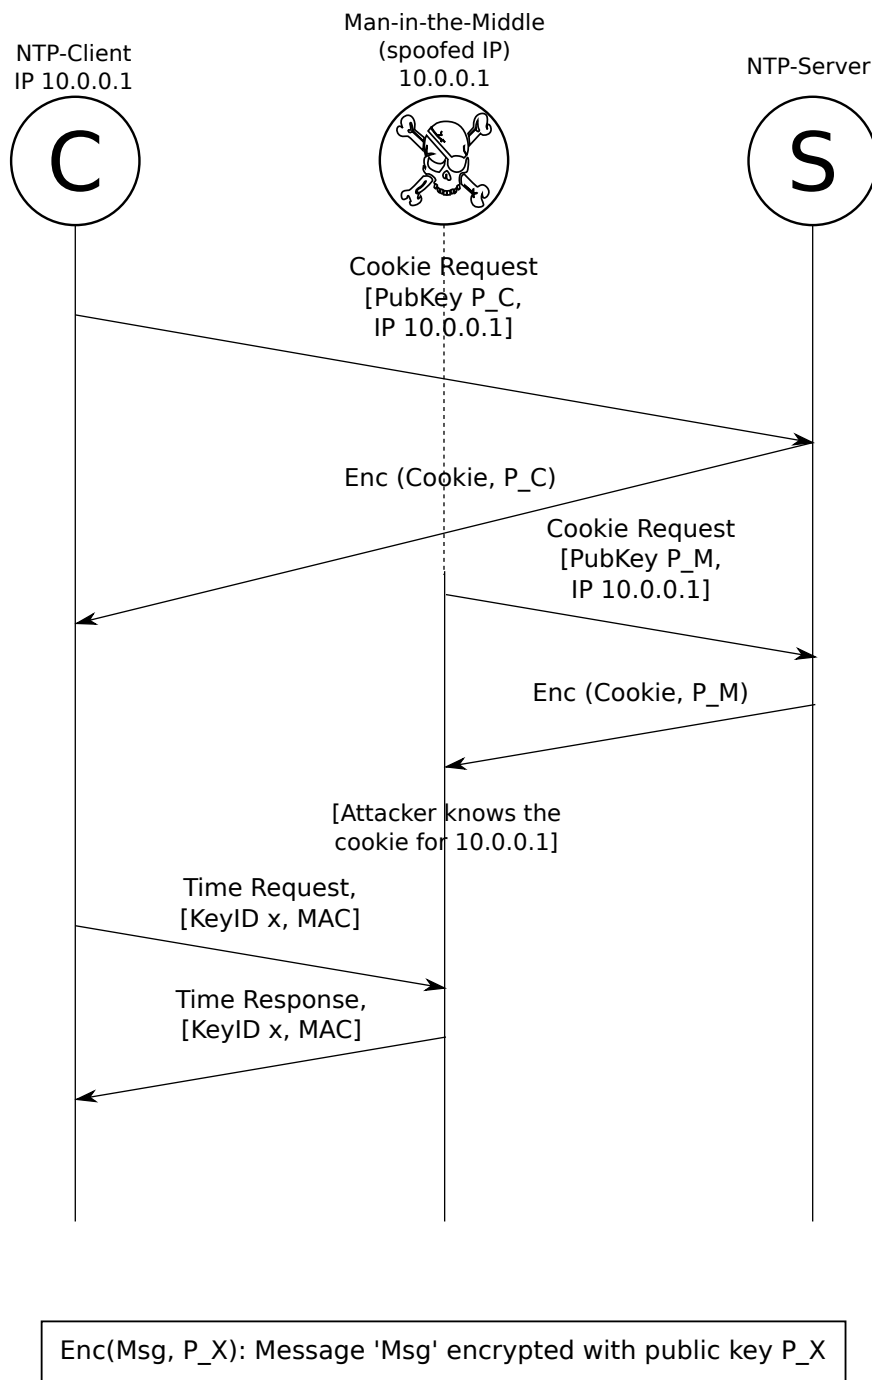 NTP-Client
IP 10.0.0.1
Man-in-the-Middle
(spoofed IP)
10.0.0.1
NTP-Server
C
S
Cookie Request
[PubKey P_C,
IP 10.0.0.1]
Enc (Cookie, P_C)
Cookie Request
[PubKey P_M,
IP 10.0.0.1]
Enc (Cookie, P_M)
[Attacker knows the
cookie for 10.0.0.1]
Time Request,
[KeyID x, MAC]
Time Response,
[KeyID x, MAC]
Enc(Msg, P_X): Message 'Msg' encrypted with public key P_X